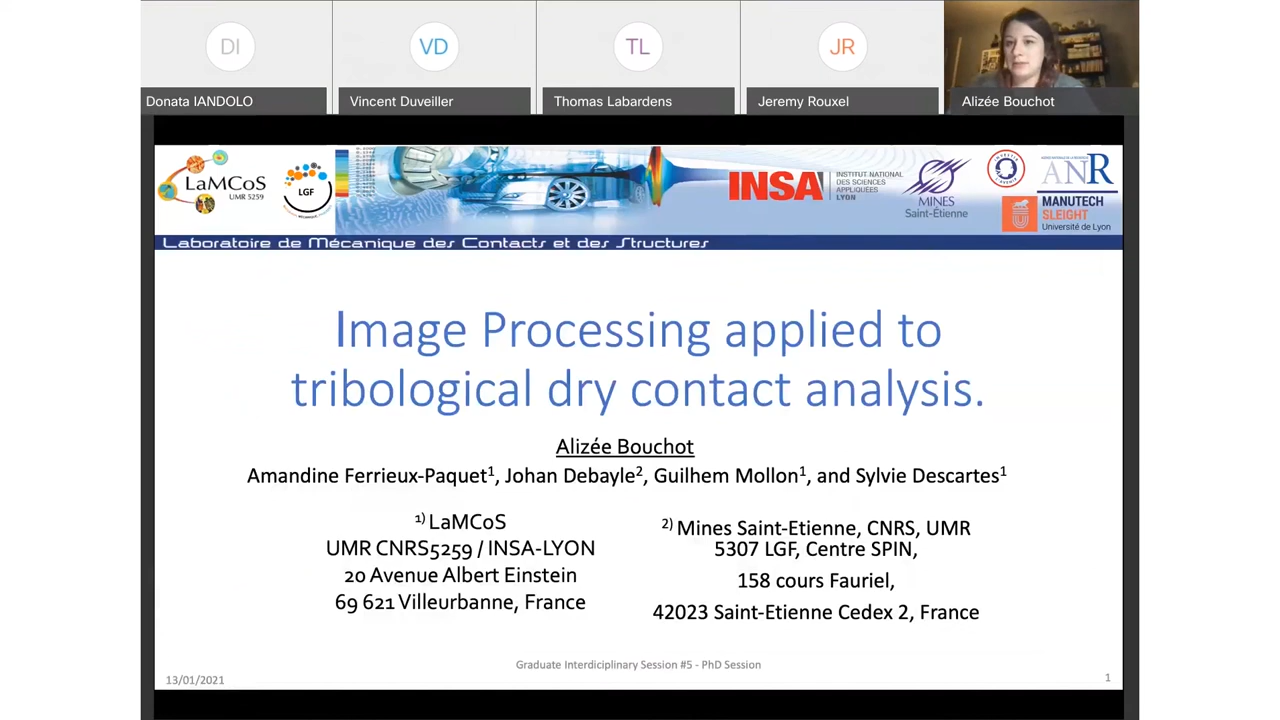 DI
VD
TL
JR
Donata IANDOLO
Vincent Duveiller
Thomas Labardens
Jeremy Rouxel
Alizée Bouchot
LaMCoS
UMR 5259
LGF
INSA
INSTITUT NATIONAL
DES SCIENCES
APPLIQUÉES
LYON
MINES
Saint-Étienne
ANR
MANUTECH
SLEIGHT
Université de Lyon
Laboratoire de Mécanique des Contacts et des Structures
Image Processing applied to
tribological dry contact analysis.
Alizée Bouchot
Amandine Ferrieux-Paquet¹, Johan Debayle², Guilhem Mollon¹, and Sylvie Descartes¹
¹⁾ LaMCoS
UMR CNRS5259 / INSA-LYON
20 Avenue Albert Einstein
69 621 Villeurbanne, France
²⁾ Mines Saint-Etienne, CNRS, UMR
5307 LGF, Centre SPIN,
158 cours Fauriel,
42023 Saint-Etienne Cedex 2, France
Graduate Interdiciplinary Session #5 - PhD Session
13/01/2021
1